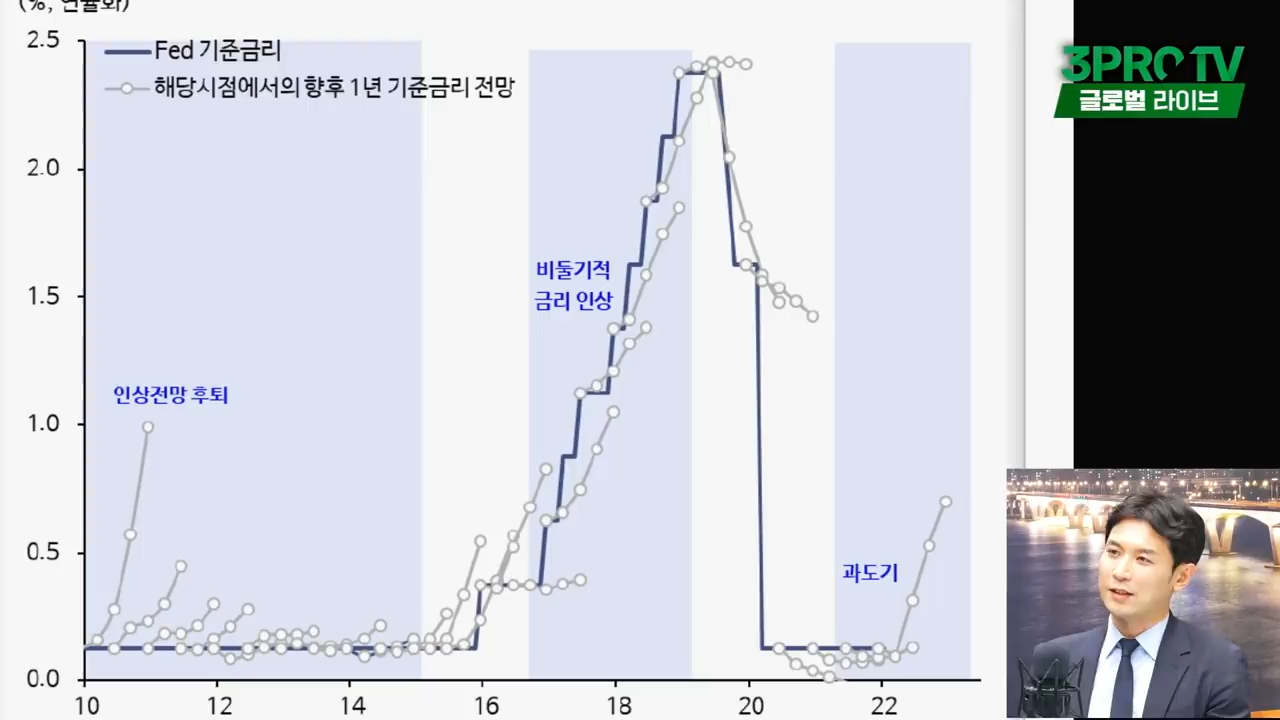 (%, 연율화)
2.5
Fed 기준금리
해당시점에서의 향후 1년 기준금리 전망
3PRO TV
글로벌 라이브
2.0
비둘기적
금리 인상
1.5
인상전망 후퇴
1.0
0.5
과도기
0.0
10 12 14 16 18 20 22